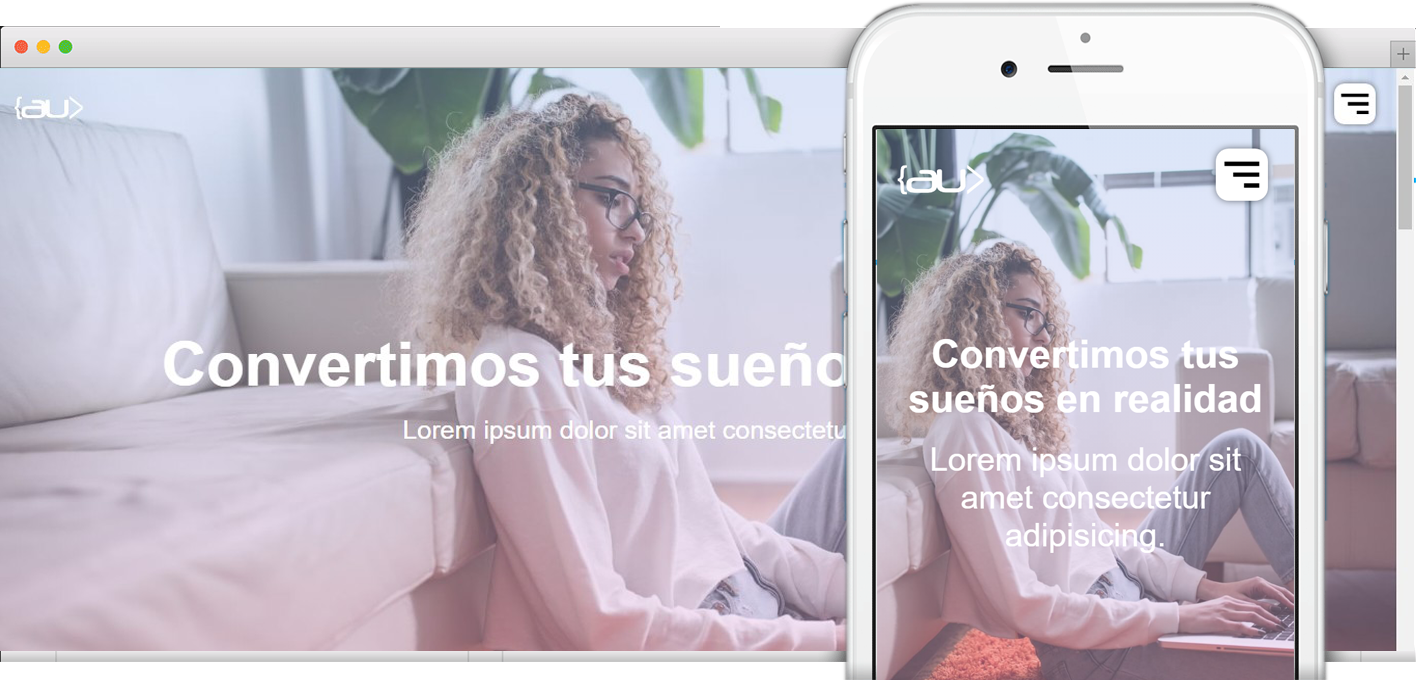 {au>
Convertimos tus sueño
Lorem ipsum dolor sit amet consectetu
{au>
Convertimos tus
sueños en realidad
Lorem ipsum dolor sit
amet consectetur
adipisicing.